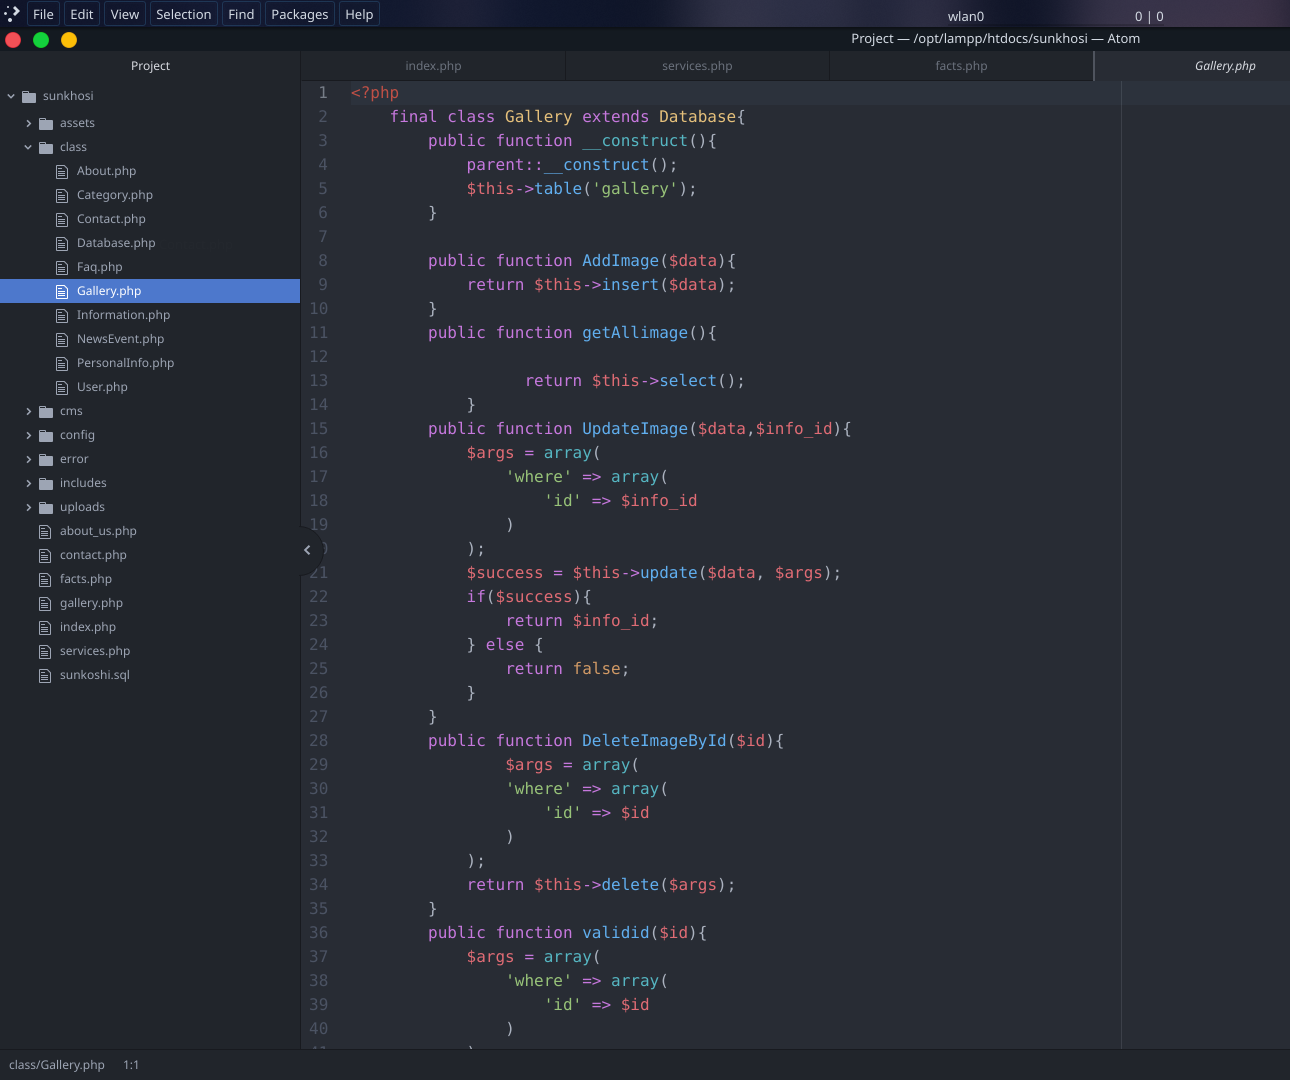 File Edit View Selection Find Packages Help wlan0 0 | 0
Project — /opt/lampp/htdocs/sunkhosi — Atom
Project index.php services.php facts.php Gallery.php
sunkhosi
assets
class
About.php
Category.php
Contact.php
Database.php
Faq.php
Gallery.php
Information.php
NewsEvent.php
PersonalInfo.php
User.php
cms
config
error
includes
uploads
about_us.php
contact.php
facts.php
gallery.php
index.php
services.php
sunkoshi.sql
1 <?php
2 final class Gallery extends Database{
3 public function __construct(){
4 parent::__construct();
5 $this->table('gallery');
6 }
7
8 public function AddImage($data){
9 return $this->insert($data);
10 }
11 public function getAllimage(){
12
13 return $this->select();
14 }
15 public function UpdateImage($data,$info_id){
16 $args = array(
17 'where' => array(
18 'id' => $info_id
19 )
);
21 $success = $this->update($data, $args);
22 if($success){
23 return $info_id;
24 } else {
25 return false;
26 }
27 }
28 public function DeleteImageById($id){
29 $args = array(
30 'where' => array(
31 'id' => $id
32 )
33 );
34 return $this->delete($args);
35 }
36 public function validid($id){
37 $args = array(
38 'where' => array(
39 'id' => $id
40 )
class/Gallery.php 1:1